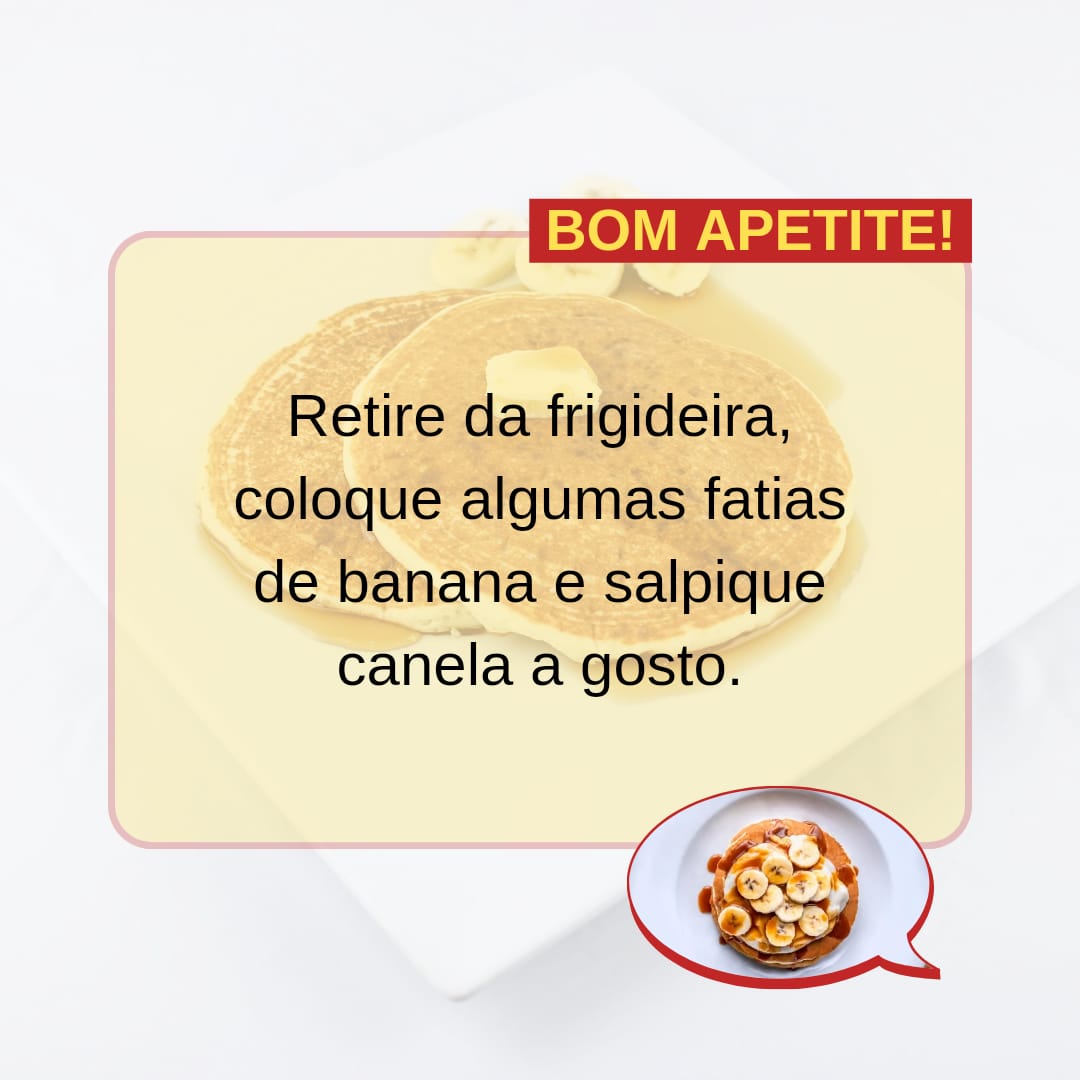 BOM APETITE!
Retire da frigideira,
coloque algumas fatias
de banana e salpique
canela a gosto.